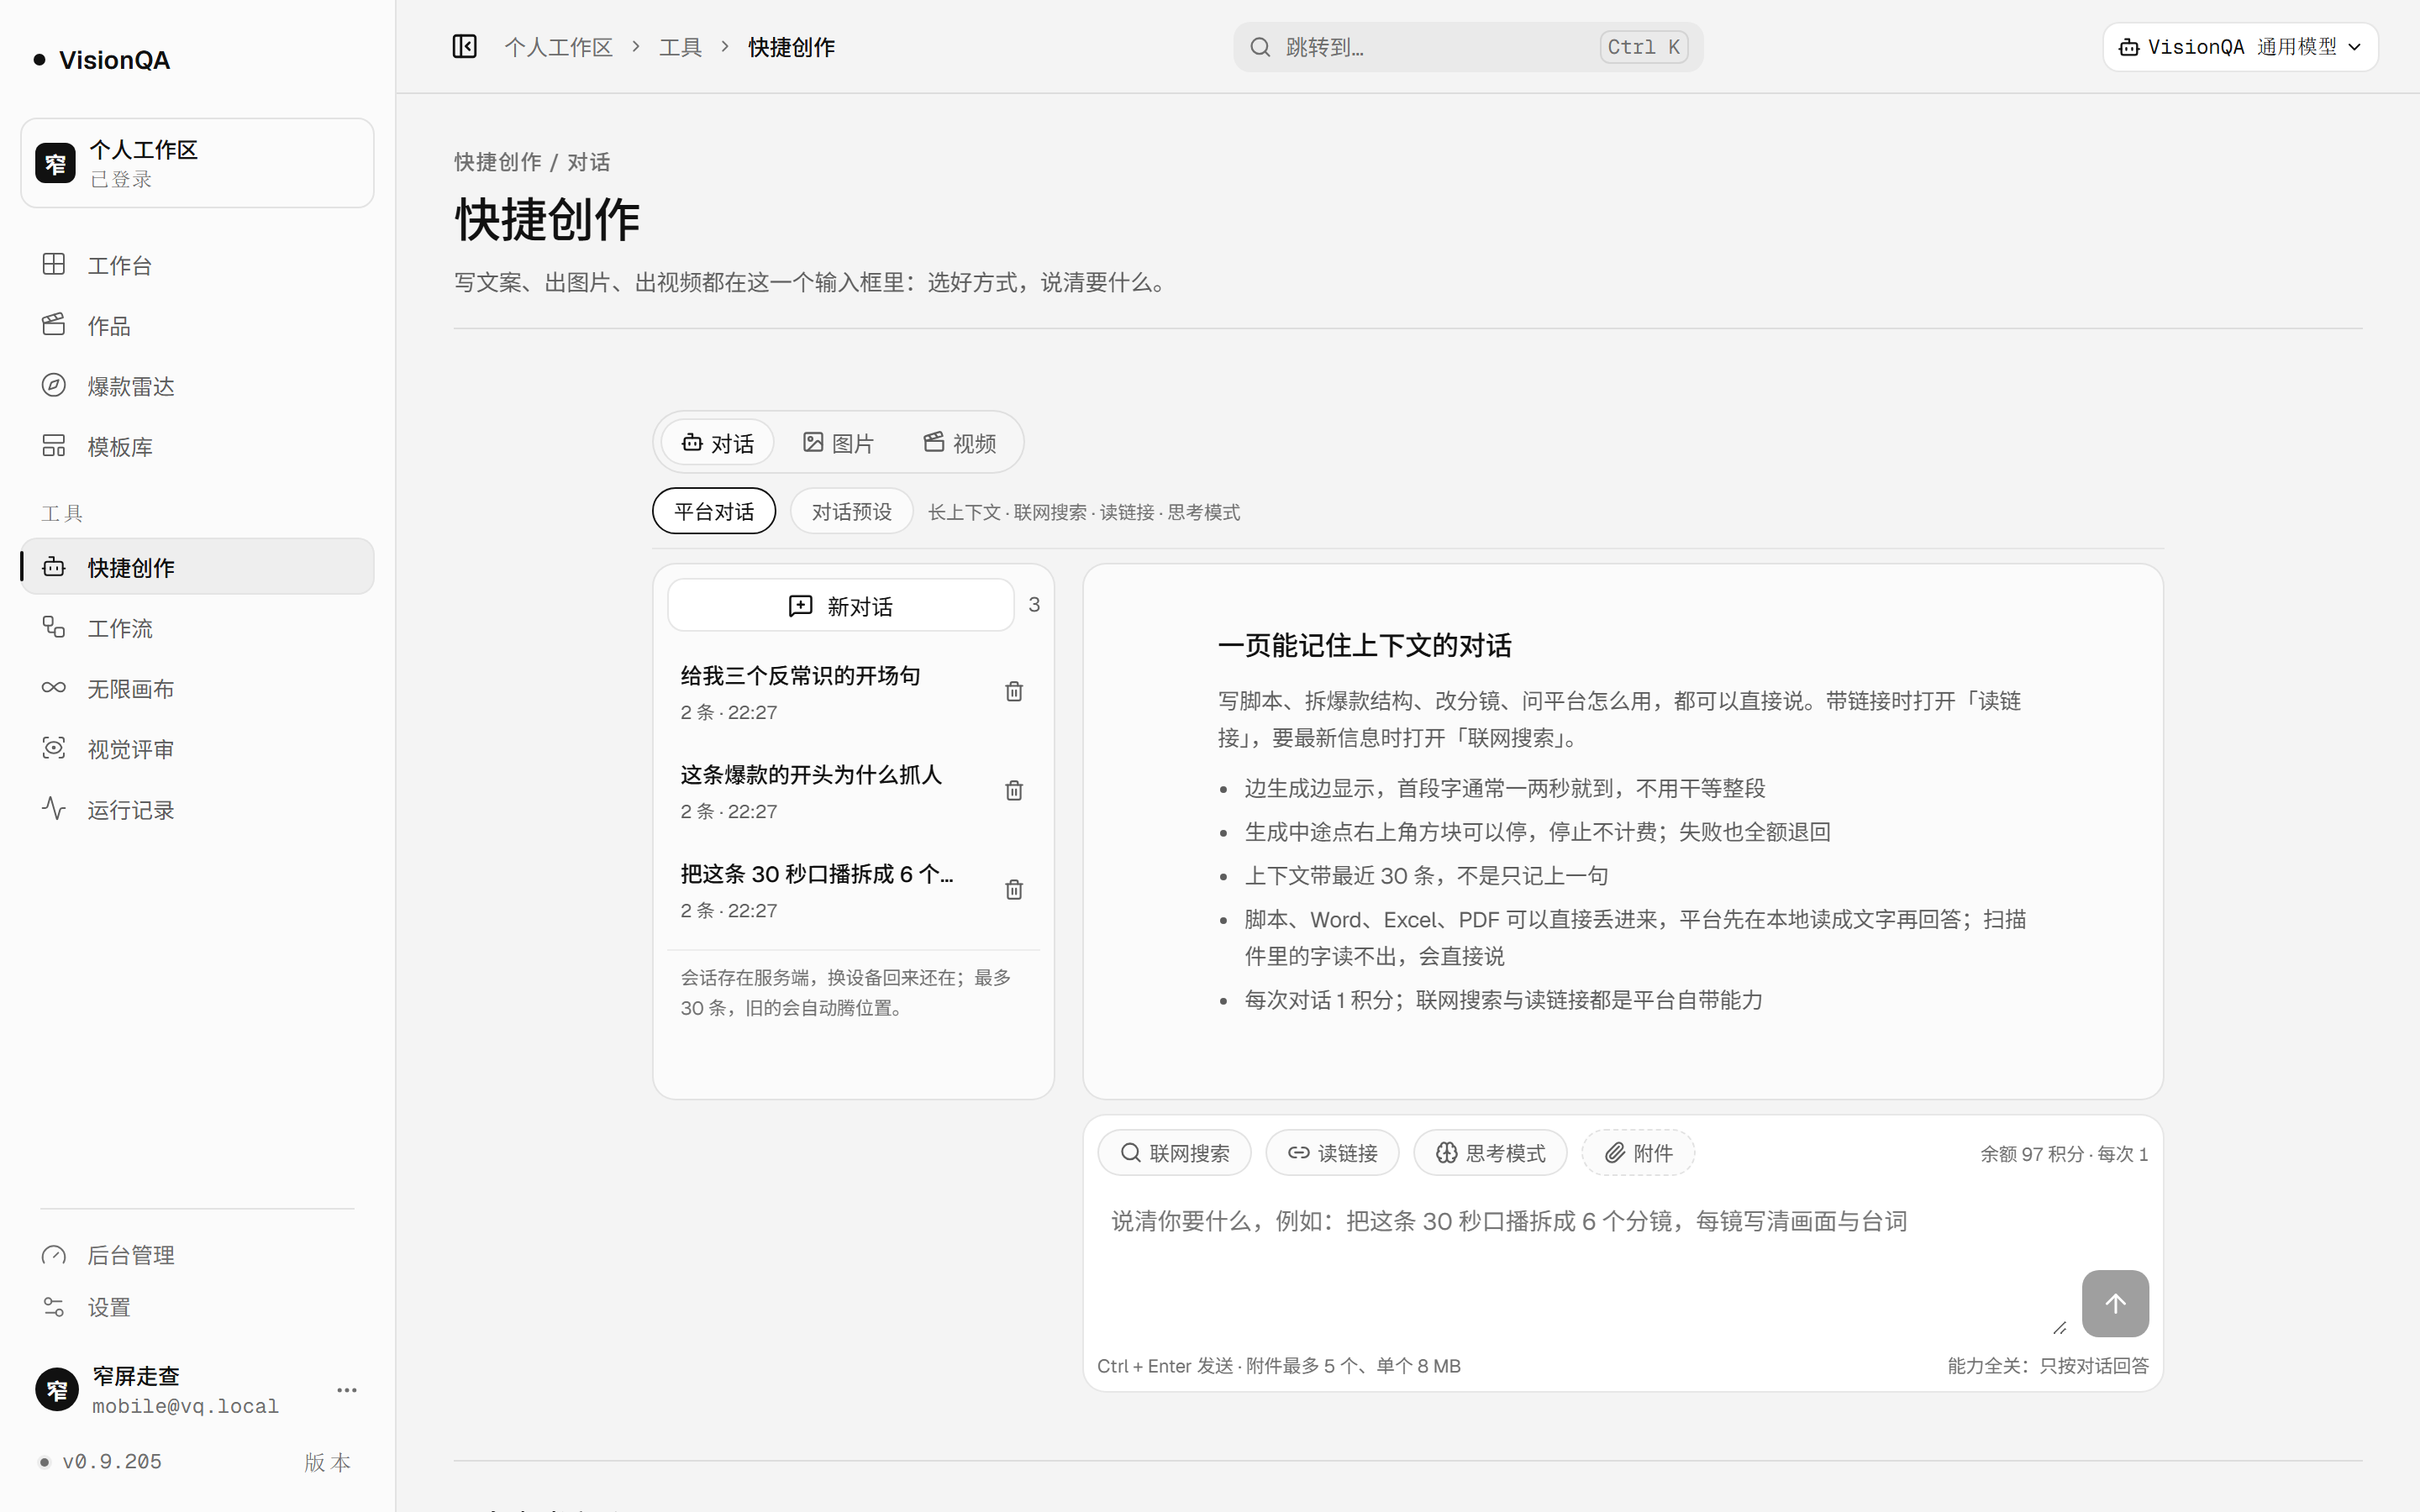 VisionQA
窄
个人工作区
已登录
工作台
作品
爆款雷达
模板库
工具
快捷创作
工作流
无限画布
视觉评审
运行记录
后台管理
设置
窄
窄屏走查
mobile@vq.local
v0.9.205
版本
个人工作区
工具
快捷创作
跳转到...
Ctrl K
VisionQA 通用模型
快捷创作 / 对话
快捷创作
写文案、出图片、出视频都在这一个输入框里：选好方式，说清要什么。
对话
图片
视频
平台对话
对话预设
长上下文 · 联网搜索 · 读链接 · 思考模式
新对话
3
给我三个反常识的开场句
2 条 · 22:27
这条爆款的开头为什么抓人
2 条 · 22:27
把这条 30 秒口播拆成 6 个...
2 条 · 22:27
会话存在服务端，换设备回来还在；最多
30 条，旧的会自动腾位置。
一页能记住上下文的对话
写脚本、拆爆款结构、改分镜、问平台怎么用，都可以直接说。带链接时打开「读链
接」，要最新信息时打开「联网搜索」。
边生成边显示，首段字通常一两秒就到，不用干等整段
生成中途点右上角方块可以停，停止不计费；失败也全额退回
上下文带最近 30 条，不是只记上一句
脚本、Word、Excel、PDF 可以直接丢进来，平台先在本地读成文字再回答；扫描
件里的字读不出，会直接说
每次对话 1 积分；联网搜索与读链接都是平台自带能力
联网搜索
读链接
思考模式
附件
余额 97 积分 · 每次 1
说清你要什么，例如：把这条 30 秒口播拆成 6 个分镜，每镜写清画面与台词
Ctrl + Enter 发送 · 附件最多 5 个、单个 8 MB
能力全关：只按对话回答